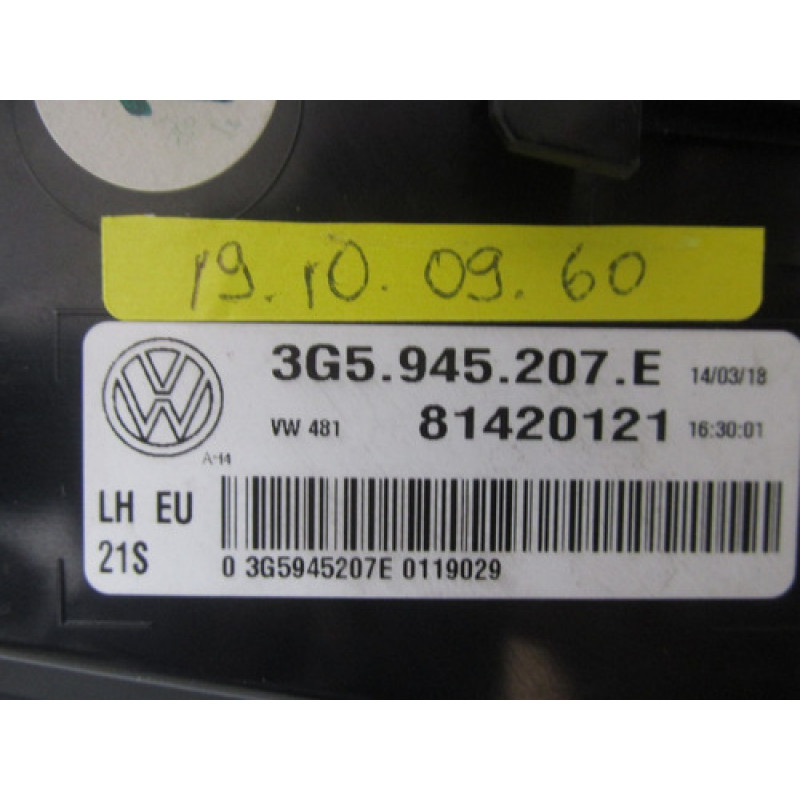 19.10.09.60
3G5.945.207.E 14/03/18
VW 481 81420121 16:30:01
A-14
LH EU
21S
0 3G5945207E 0119029